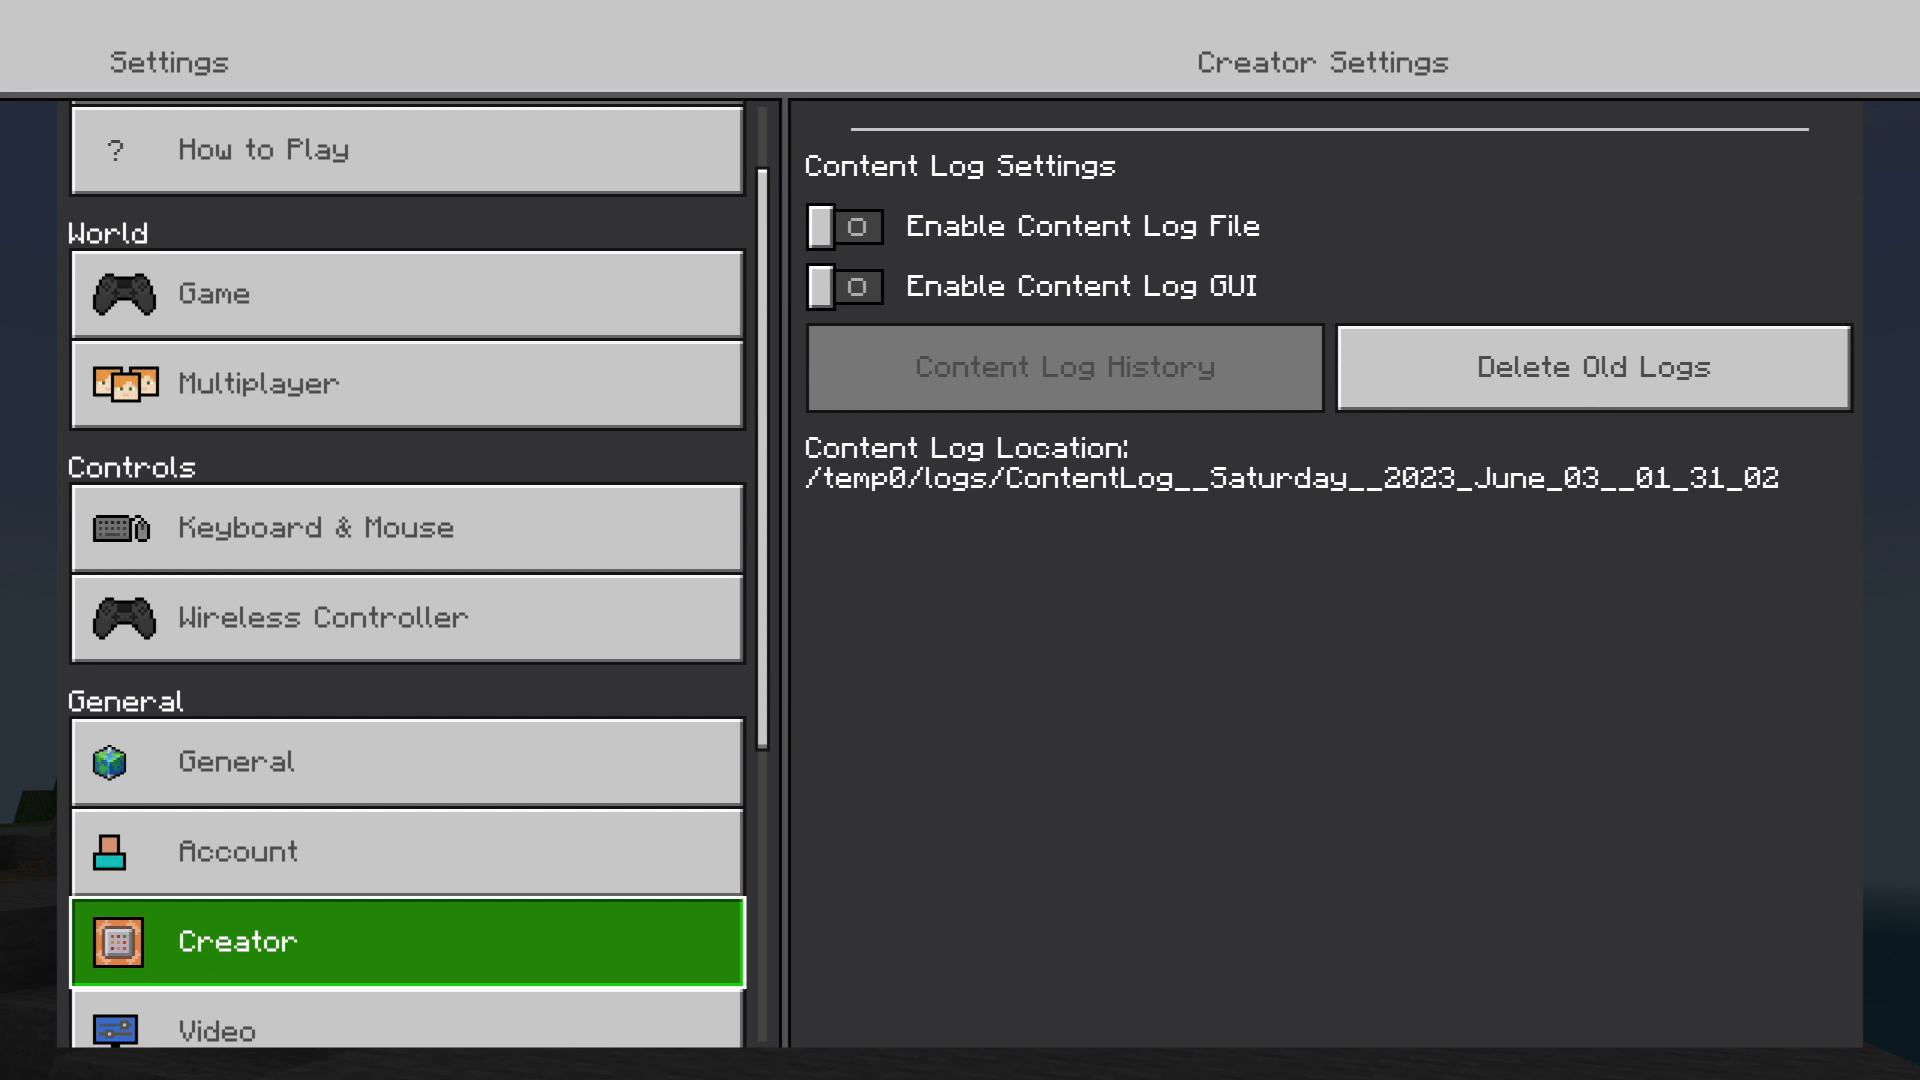 Settings
Creator Settings
? How to Play
World
Game
Multiplayer
Controls
Keyboard & Mouse
Wireless Controller
General
General
Account
Creator
Video
Content Log Settings
Enable Content Log File
Enable Content Log GUI
Content Log History
Delete Old Logs
Content Log Location:
/temp0/logs/ContentLog__Saturday__2023_June_03__01_31_02